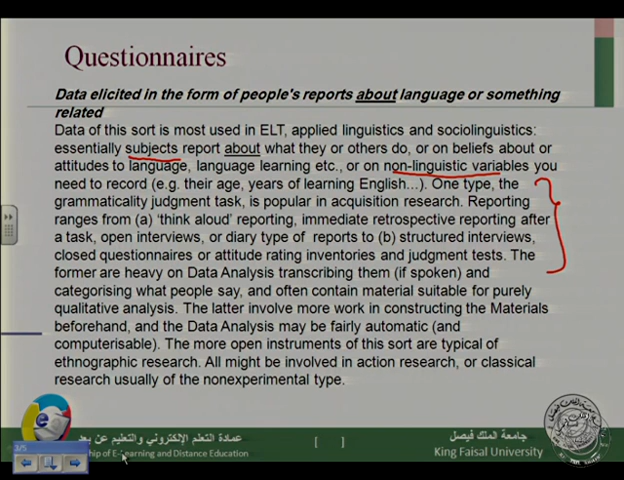 Questionnaires
Data elicited in the form of people's reports about language or something
related
Data of this sort is most used in ELT, applied linguistics and sociolinguistics:
essentially subjects report about what they or others do, or on beliefs about or
attitudes to language, language learning etc., or on non-linguistic variables you
need to record (e.g. their age, years of learning English...). One type, the
grammaticality judgment task, is popular in acquisition research. Reporting
ranges from (a) 'think aloud' reporting, immediate retrospective reporting after
a task, open interviews, or diary type of reports to (b) structured interviews,
closed questionnaires or attitude rating inventories and judgment tests. The
former are heavy on Data Analysis transcribing them (if spoken) and
categorising what people say, and often contain material suitable for purely
qualitative analysis. The latter involve more work in constructing the Materials
beforehand, and the Data Analysis may be fairly automatic (and
computerisable). The more open instruments of this sort are typical of
ethnographic research. All might be involved in action research, or classical
research usually of the nonexperimental type.
عمادة التعلم الإلكتروني والتعليم عن بعد
[ ]
جامعة الملك فيصل
3/5
ship of E-Learning and Distance Education
King Faisal University